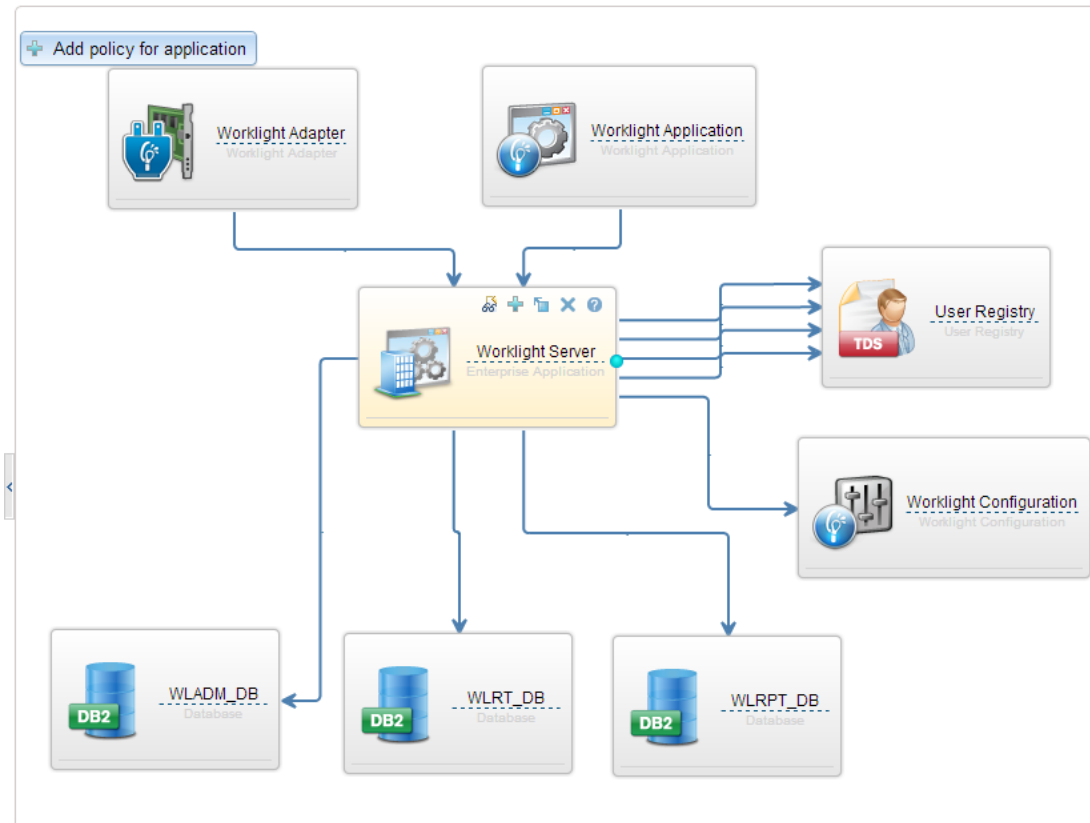 Add policy for application
Worklight Adapter
Worklight Adapter
Worklight Application
Worklight Application
Worklight Server
Enterprise Application
TDS
User Registry
User Registry
Worklight Configuration
Worklight Configuration
DB2
WLADM_DB
Database
DB2
WLRT_DB
Database
DB2
WLRPT_DB
Database